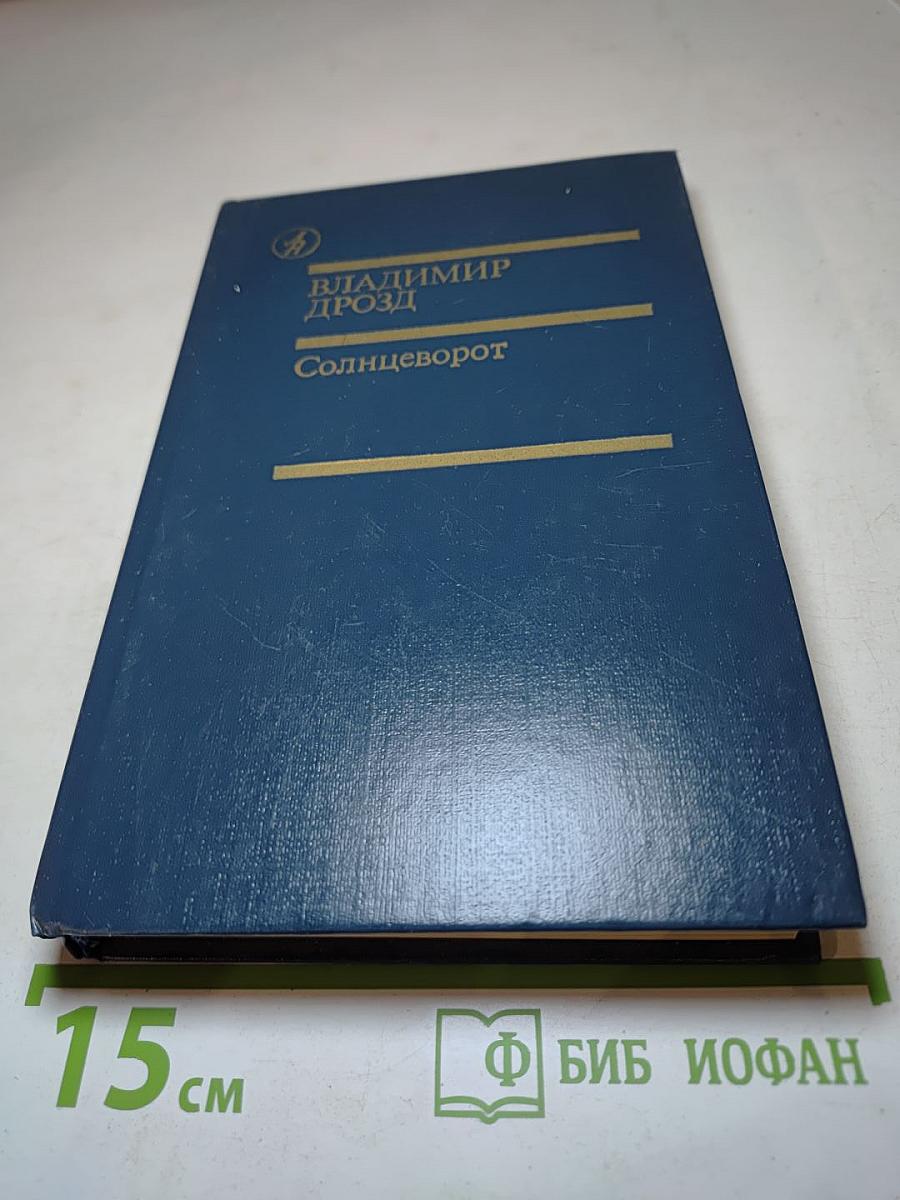 ВЛАДИМИР
ДРОЗД
Солнцеворот
15 см
Ф БИБ ИОФАН